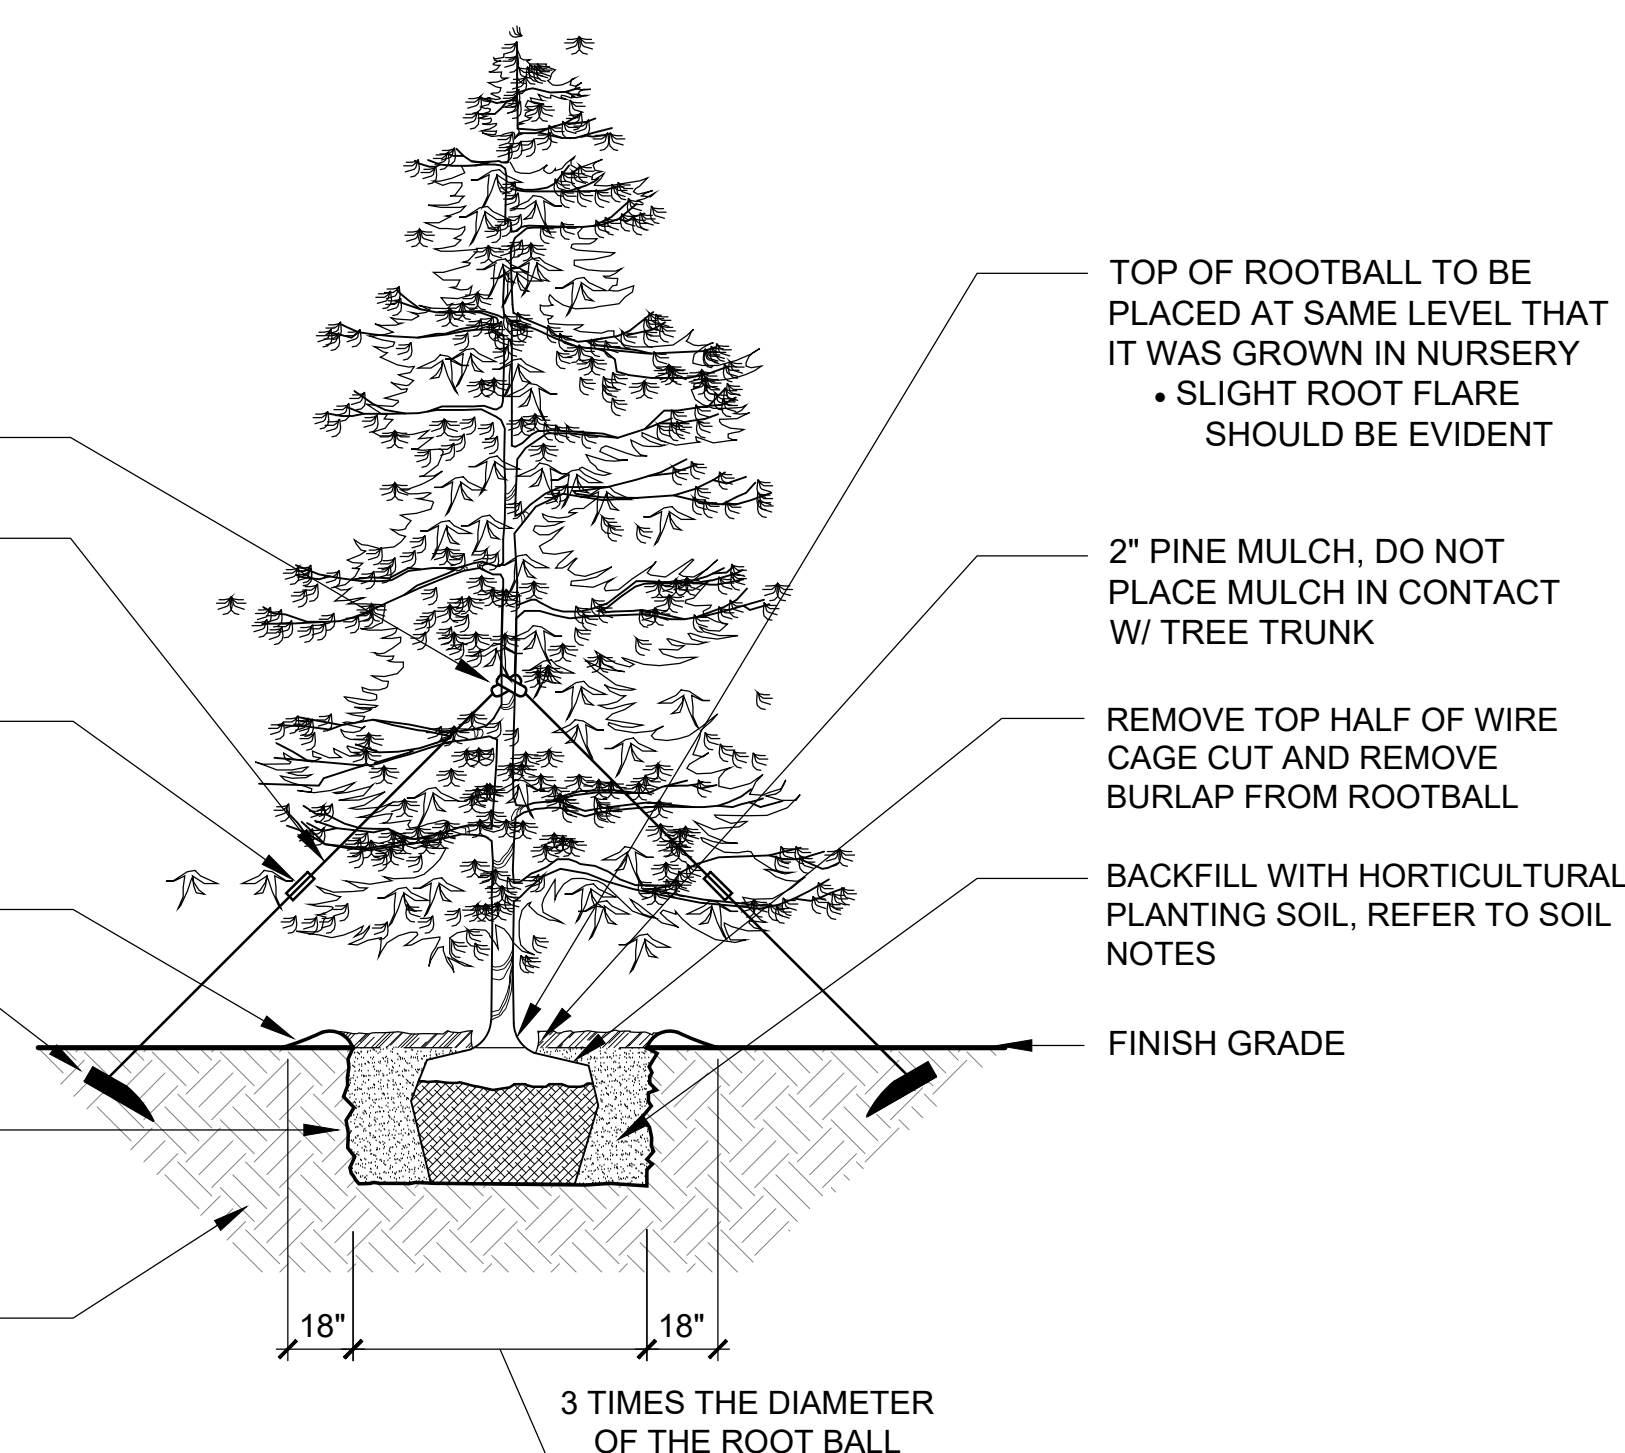 TOP OF ROOTBALL TO BE
PLACED AT SAME LEVEL THAT
IT WAS GROWN IN NURSERY
• SLIGHT ROOT FLARE
SHOULD BE EVIDENT
2" PINE MULCH, DO NOT
PLACE MULCH IN CONTACT
W/ TREE TRUNK
REMOVE TOP HALF OF WIRE
CAGE CUT AND REMOVE
BURLAP FROM ROOTBALL
BACKFILL WITH HORTICULTURAL
PLANTING SOIL, REFER TO SOIL
NOTES
FINISH GRADE
18" 18"
3 TIMES THE DIAMETER
OF THE ROOT BALL